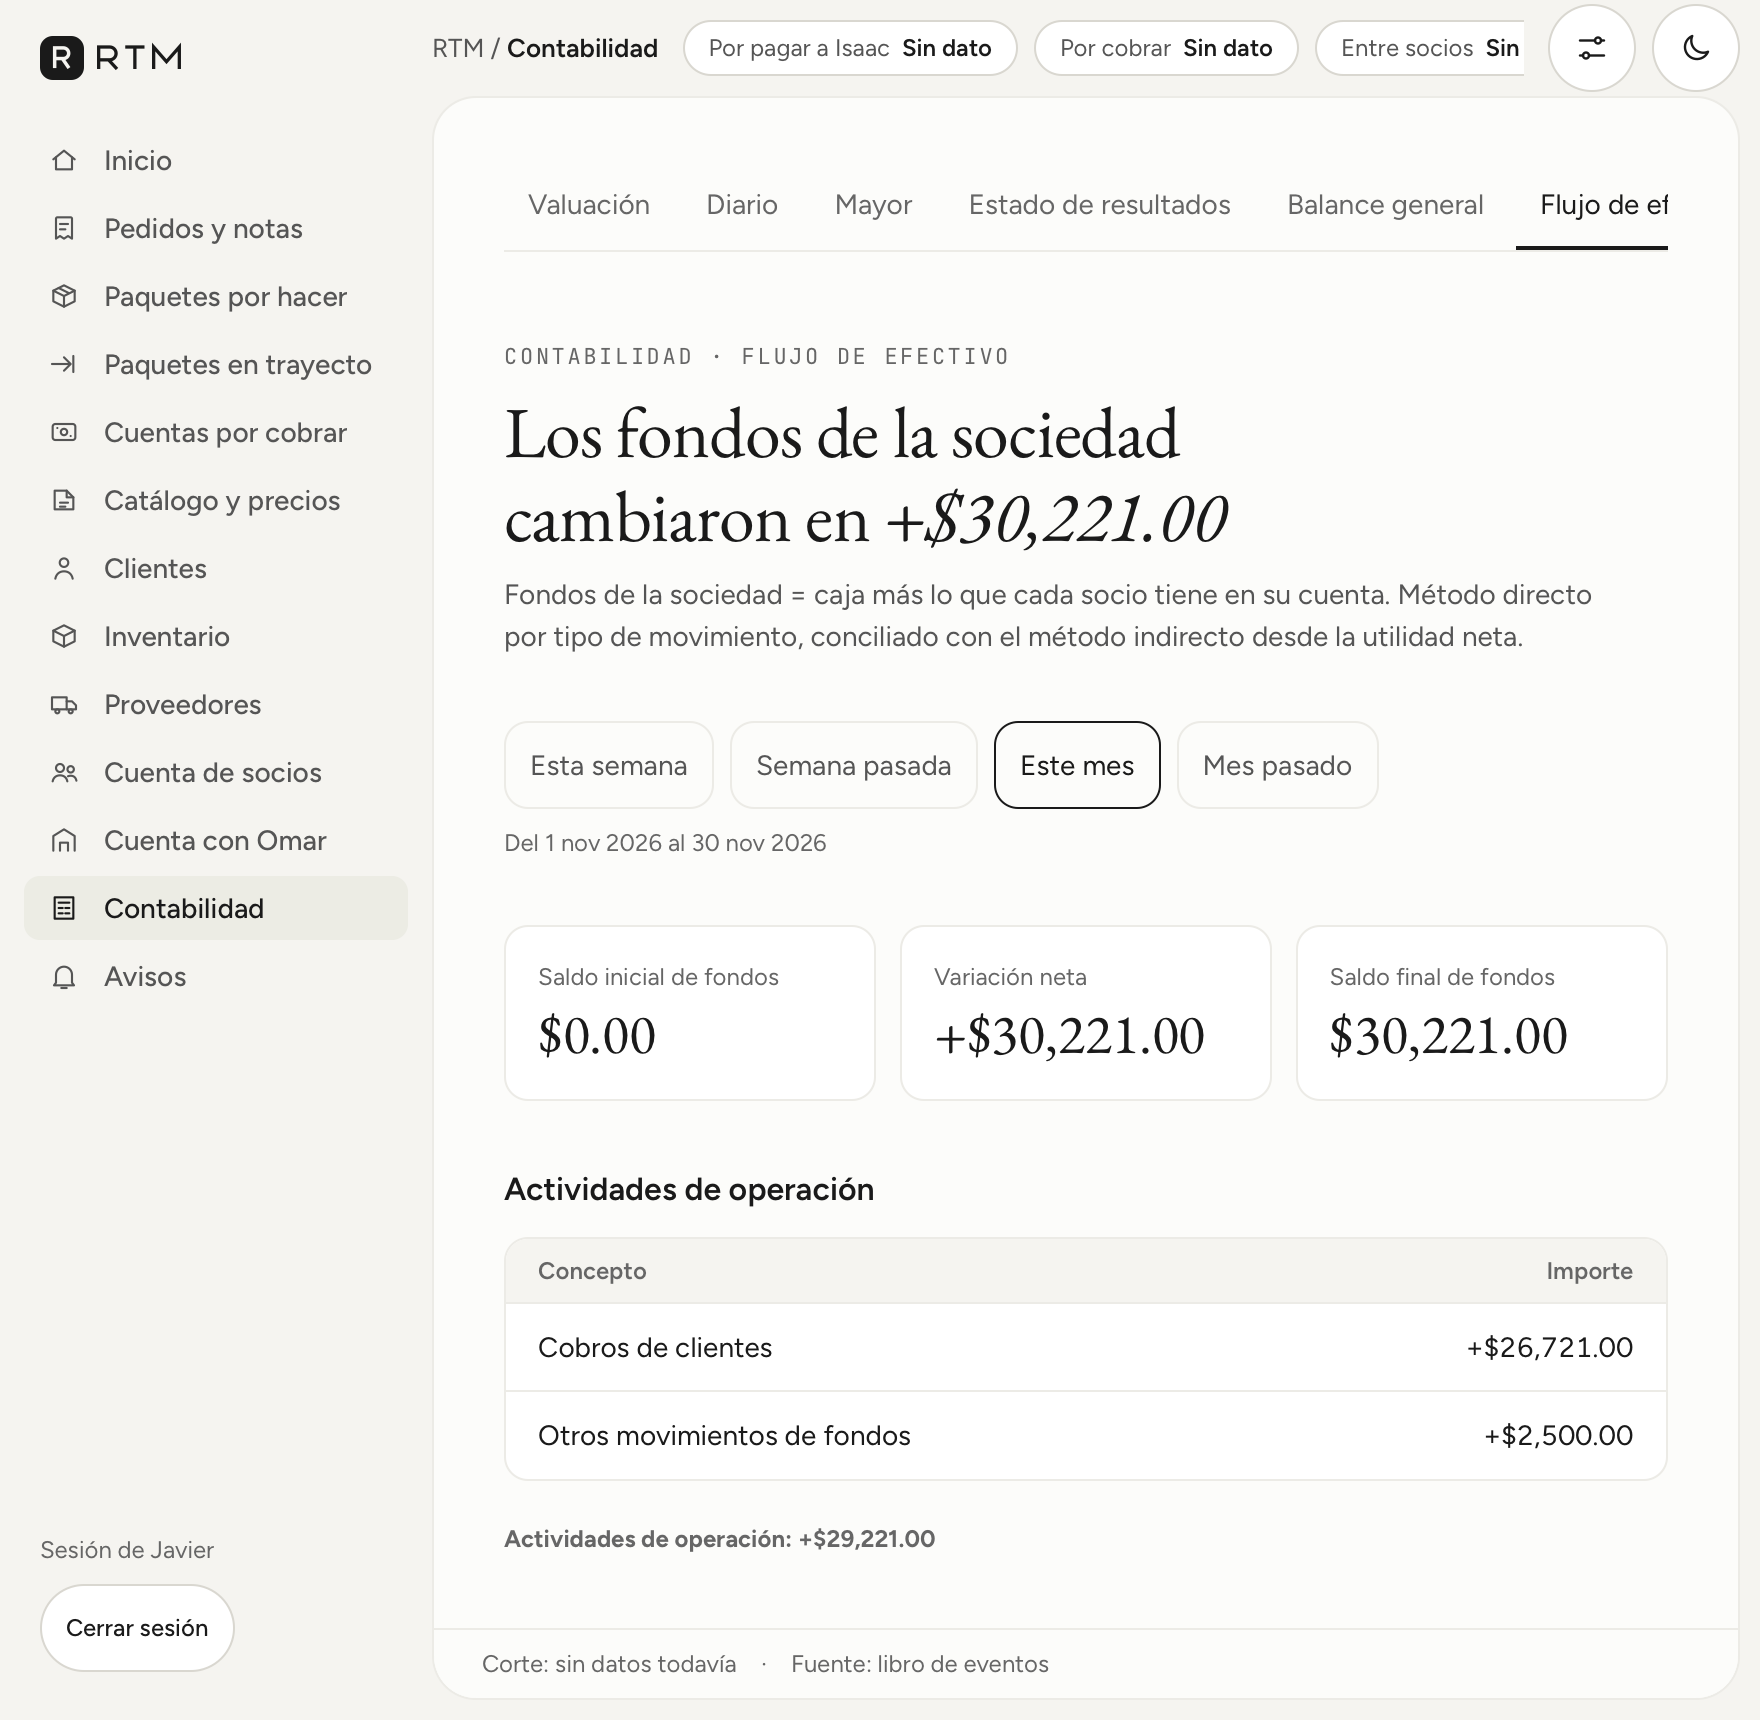 R RTM
RTM / Contabilidad
Por pagar a Isaac Sin dato
Por cobrar Sin dato
Entre socios Sin
Inicio
Pedidos y notas
Paquetes por hacer
Paquetes en trayecto
Cuentas por cobrar
Catálogo y precios
Clientes
Inventario
Proveedores
Cuenta de socios
Cuenta con Omar
Contabilidad
Avisos
Sesión de Javier
Cerrar sesión
Valuación Diario Mayor Estado de resultados Balance general Flujo de ef
CONTABILIDAD · FLUJO DE EFECTIVO
Los fondos de la sociedad
cambiaron en +$30,221.00
Fondos de la sociedad = caja más lo que cada socio tiene en su cuenta. Método directo
por tipo de movimiento, conciliado con el método indirecto desde la utilidad neta.
Esta semana Semana pasada Este mes Mes pasado
Del 1 nov 2026 al 30 nov 2026
Saldo inicial de fondos
$0.00
Variación neta
+$30,221.00
Saldo final de fondos
$30,221.00
Actividades de operación
Concepto Importe
Cobros de clientes +$26,721.00
Otros movimientos de fondos +$2,500.00
Actividades de operación: +$29,221.00
Corte: sin datos todavía · Fuente: libro de eventos